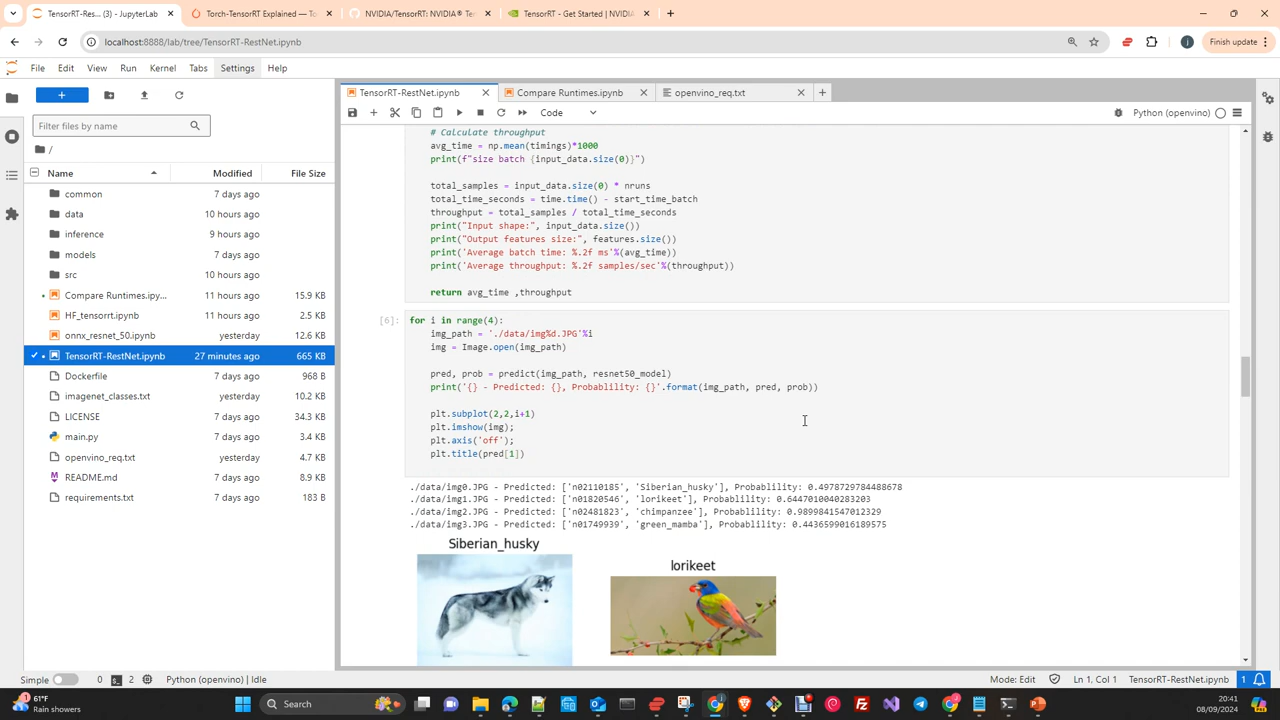 TensorRT-Res... (3) - JupyterLab
Torch-TensorRT Explained — To
NVIDIA/TensorRT: NVIDIA® Te
TensorRT - Get Started | NVIDIA
localhost:8888/lab/tree/TensorRT-RestNet.ipynb
Finish update
File Edit View Run Kernel Tabs Settings Help
TensorRT-RestNet.ipynb
Compare Runtimes.ipynb
openvino_req.txt
Code
Python (openvino)
Filter files by name
/
Name Modified File Size
common 7 days ago
data 10 hours ago
inference 9 hours ago
models 7 days ago
src 10 hours ago
Compare Runtimes.ipy... 11 hours ago 15.9 KB
HF_tensorrt.ipynb 11 hours ago 2.5 KB
onnx_resnet_50.ipynb yesterday 12.6 KB
TensorRT-RestNet.ipynb 27 minutes ago 665 KB
Dockerfile 7 days ago 968 B
imagenet_classes.txt yesterday 10.2 KB
LICENSE 7 days ago 34.3 KB
main.py 7 days ago 3.4 KB
openvino_req.txt yesterday 4.7 KB
README.md 7 days ago 8.9 KB
requirements.txt 7 days ago 183 B
# Calculate throughput
avg_time = np.mean(timings)*1000
print(f"size batch {input_data.size(0)}")
total_samples = input_data.size(0) * nruns
total_time_seconds = time.time() - start_time_batch
throughput = total_samples / total_time_seconds
print("Input shape:", input_data.size())
print("Output features size:", features.size())
print('Average batch time: %.2f ms'%(avg_time))
print('Average throughput: %.2f samples/sec'%(throughput))
return avg_time ,throughput
[6]: for i in range(4):
img_path = './data/img%d.JPG'%i
img = Image.open(img_path)
pred, prob = predict(img_path, resnet50_model)
print('{} - Predicted: {}, Probablility: {}'.format(img_path, pred, prob))
plt.subplot(2,2,i+1)
plt.imshow(img);
plt.axis('off');
plt.title(pred[1])
./data/img0.JPG - Predicted: ['n02110185', 'Siberian_husky'], Probablility: 0.4978729784488678
./data/img1.JPG - Predicted: ['n01820546', 'lorikeet'], Probablility: 0.6447010040283203
./data/img2.JPG - Predicted: ['n02481823', 'chimpanzee'], Probablility: 0.9899841547012329
./data/img3.JPG - Predicted: ['n01749939', 'green_mamba'], Probablility: 0.4436599016189575
Siberian_husky
lorikeet
Simple 0 2 Python (openvino) | Idle
Mode: Edit Ln 1, Col 1 TensorRT-RestNet.ipynb 1
61°F
Rain showers
Search
20:41
08/09/2024